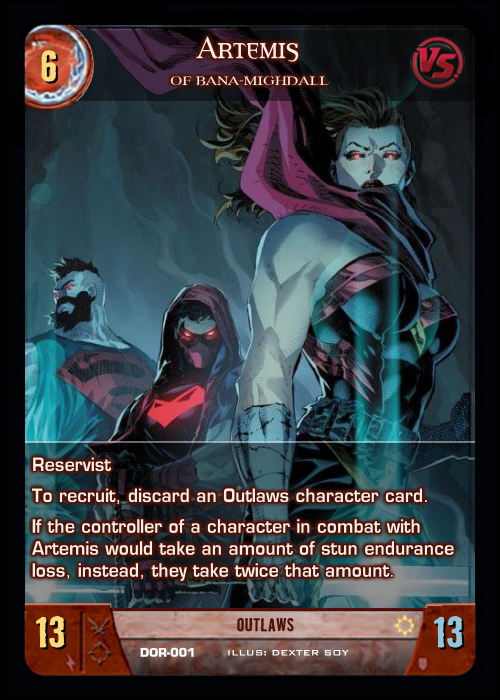 6
ARTEMIS
OF BANA-MIGHDALL
VS.
Reservist
To recruit, discard an Outlaws character card.
If the controller of a character in combat with
Artemis would take an amount of stun endurance
loss, instead, they take twice that amount.
13
OUTLAWS
13
DOR-001 ILLUS: DEXTER SOY